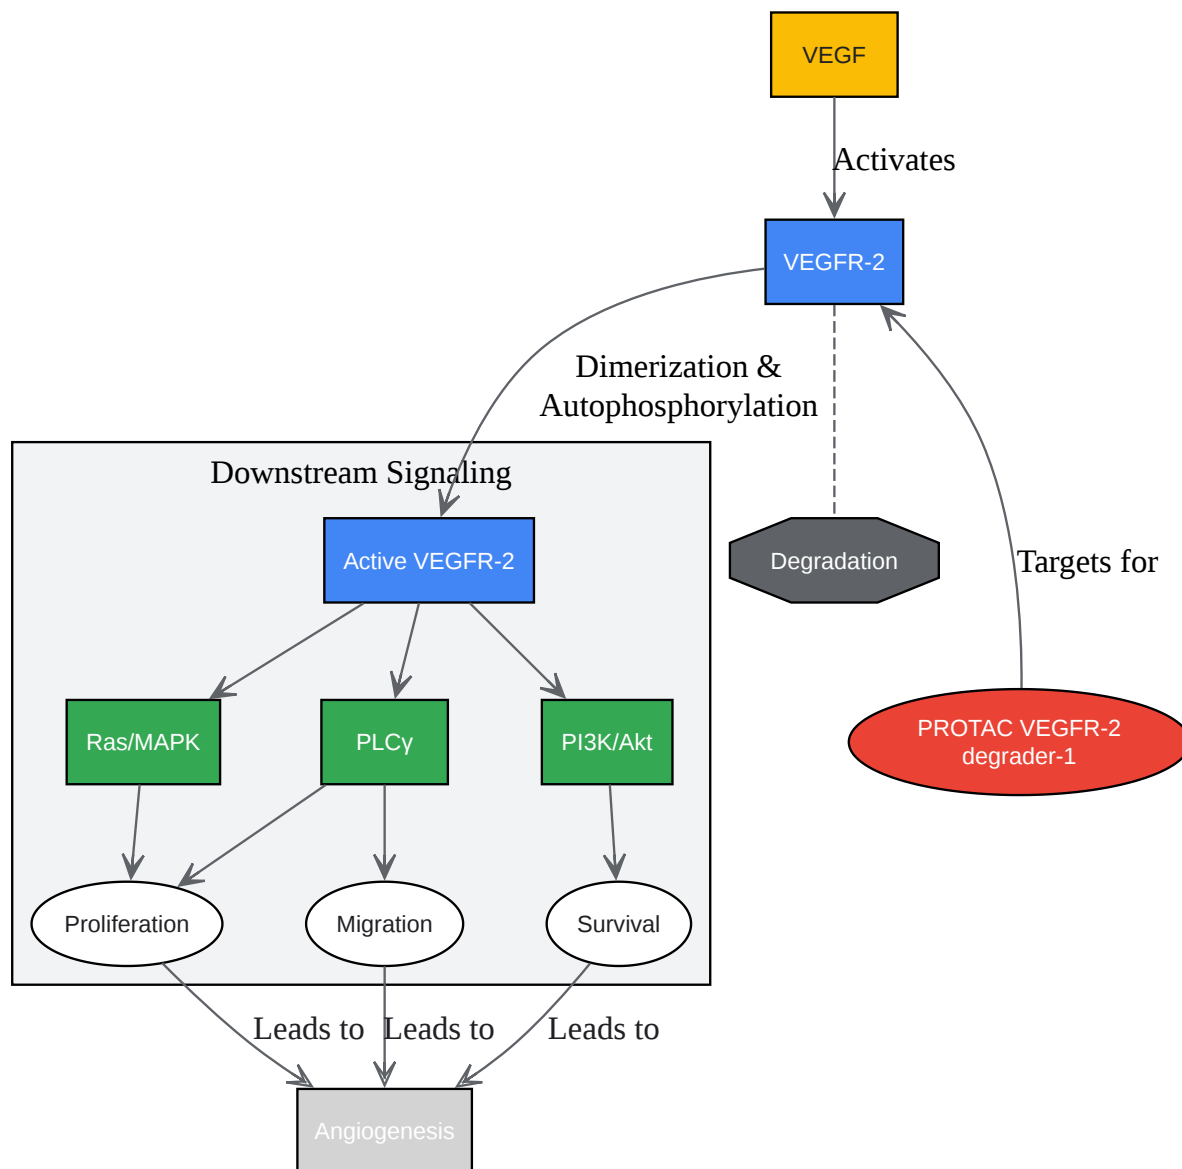 VEGF
Activates
VEGFR-2
Dimerization &
Autophosphorylation
Downstream Signaling
Active VEGFR-2
Degradation
Targets for
Ras/MAPK
PLCγ
PI3K/Akt
PROTAC VEGFR-2
degrader-1
Proliferation
Migration
Survival
Leads to
Leads to
Leads to
Angiogenesis